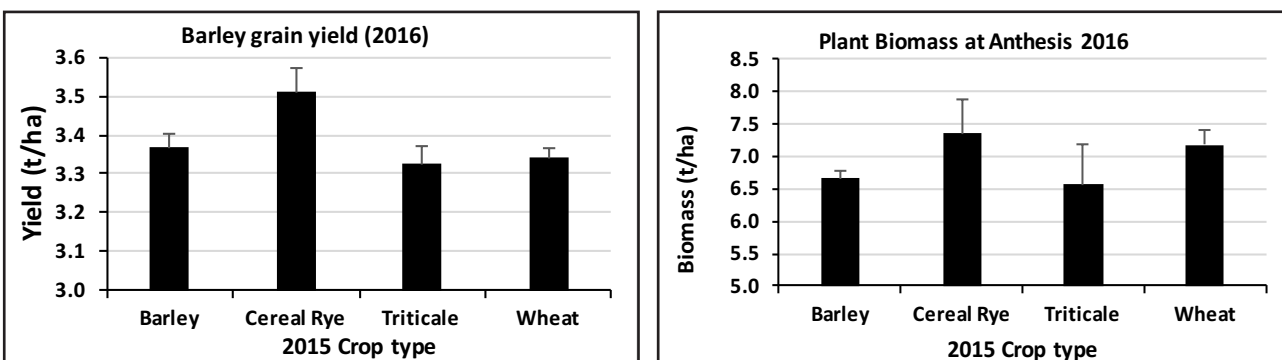 Barley grain yield (2016)
Yield (t/ha)
3.6
3.5
3.4
3.3
3.2
3.1
3.0
Barley Cereal Rye Triticale Wheat
2015 Crop type
Plant Biomass at Anthesis 2016
Biomass (t/ha)
8.5
8.0
7.5
7.0
6.5
6.0
5.5
5.0
Barley Cereal Rye Triticale Wheat
2015 Crop type